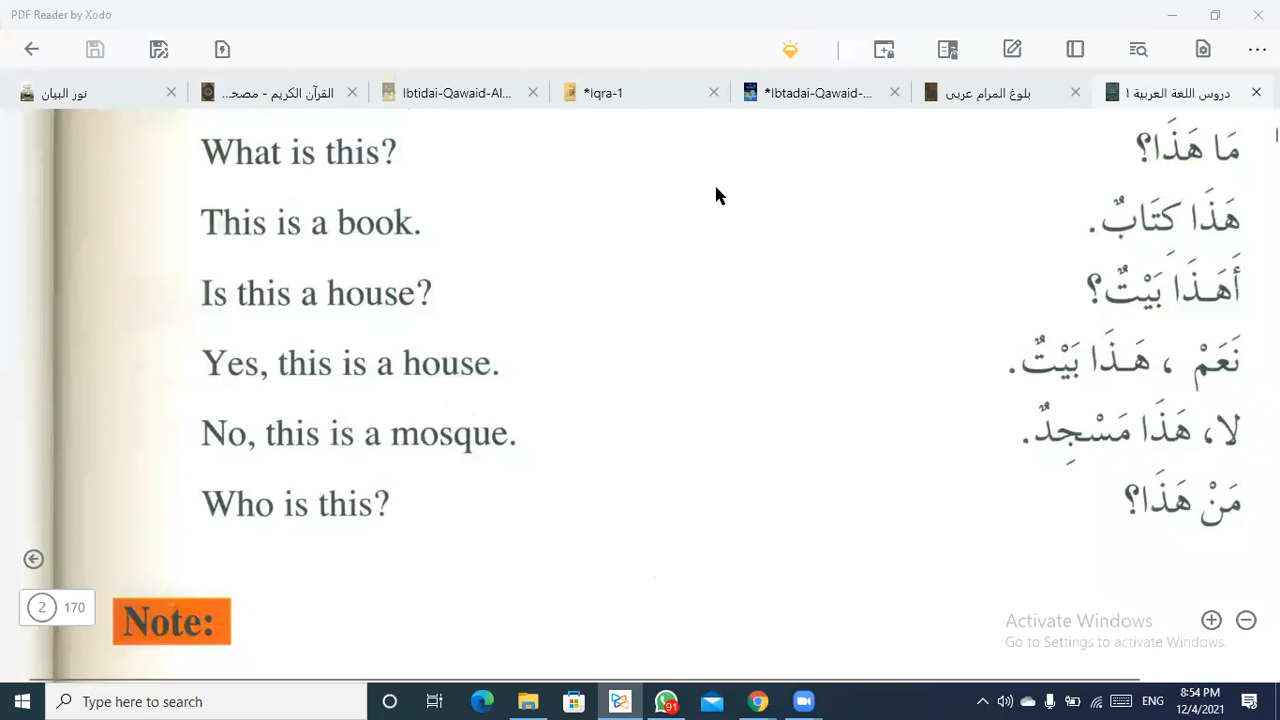 PDF Reader by Xodo
نور البيان
القرآن الكريم - مصحـ...
Ibtidai-Qawaid-Al...
*Iqra-1
*Ibtadai-Qawaid-...
بلوغ المرام عربى
دروس اللغة العربية ١
What is this? مَا هَذَا؟
This is a book. هَذَا كِتَابٌ.
Is this a house? أَهَـذَا بَيْتٌ؟
Yes, this is a house. نَعَمْ ، هَـذَا بَيْتٌ.
No, this is a mosque. لا، هَذَا مَسْجِدٌ.
Who is this? مَنْ هَذَا؟
2 170
Note:
Activate Windows
Go to Settings to activate Windows.
Type here to search
91
ENG
8:54 PM
12/4/2021